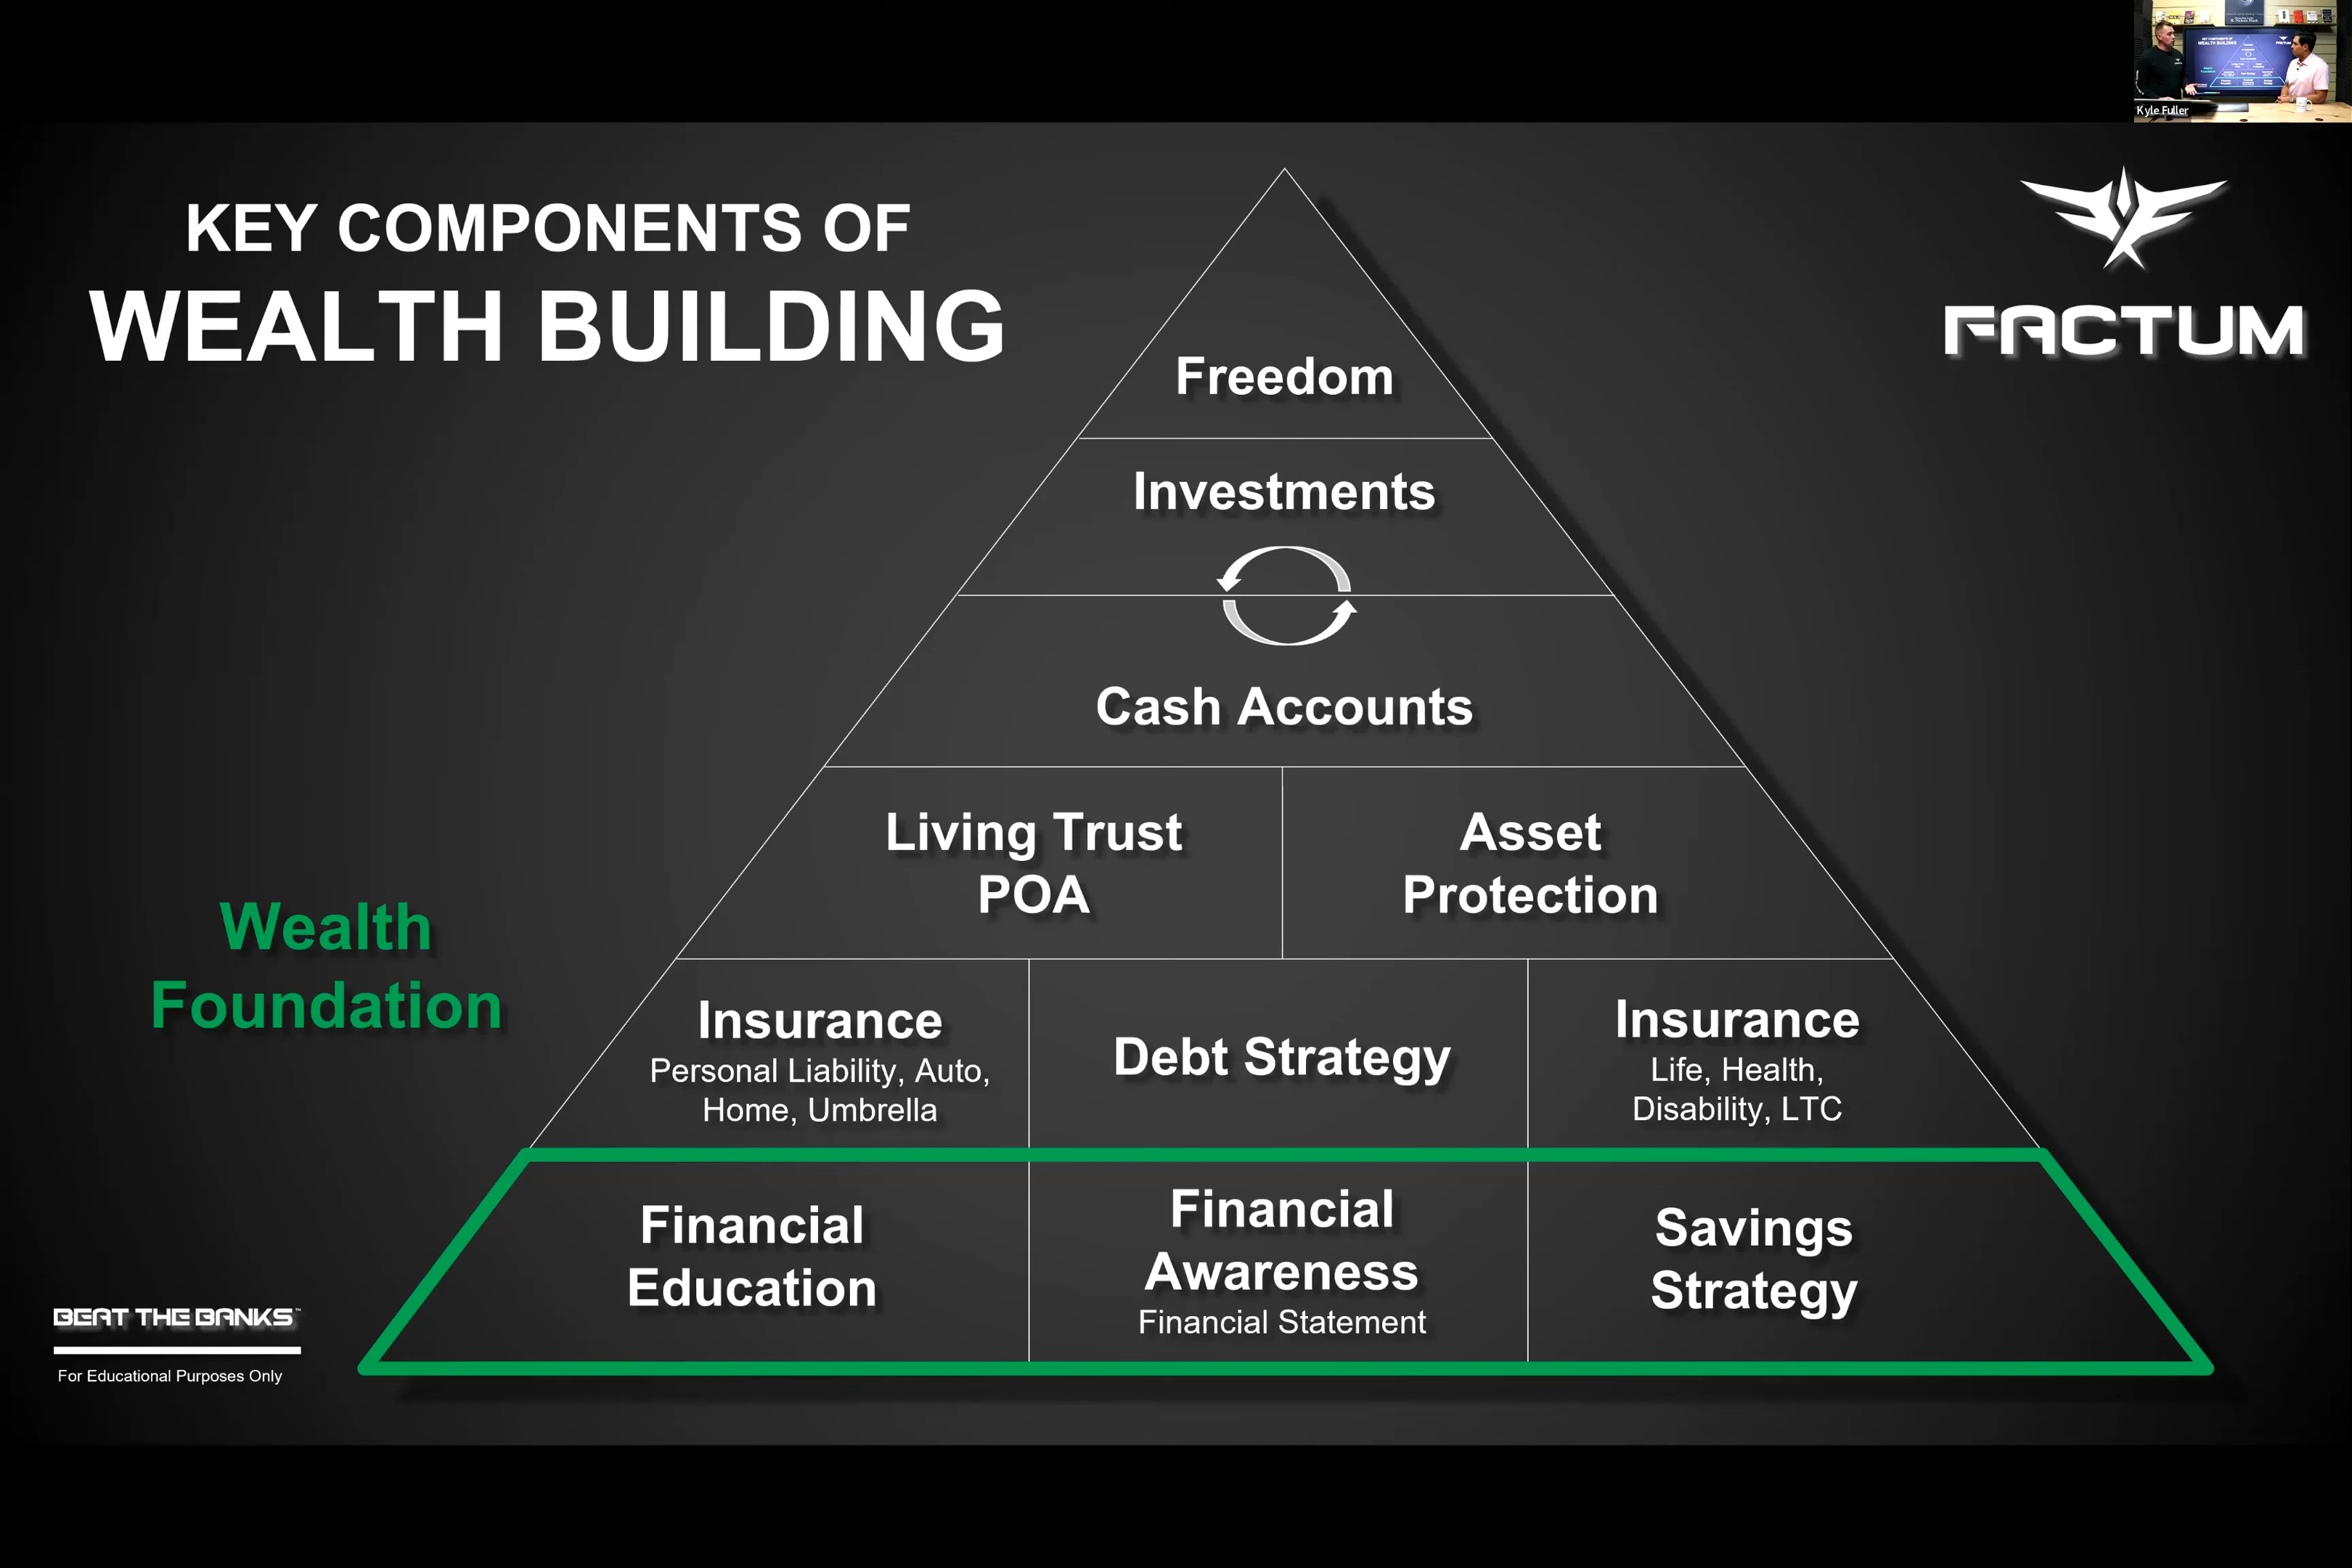 Kyle Fuller
KEY COMPONENTS OF
WEALTH BUILDING
FACTUM
Freedom
Investments
Cash Accounts
Living Trust
POA
Asset
Protection
Wealth
Foundation
Insurance
Personal Liability, Auto,
Home, Umbrella
Debt Strategy
Insurance
Life, Health,
Disability, LTC
Financial
Education
Financial
Awareness
Financial Statement
Savings
Strategy
BEAT THE BANKS™
For Educational Purposes Only